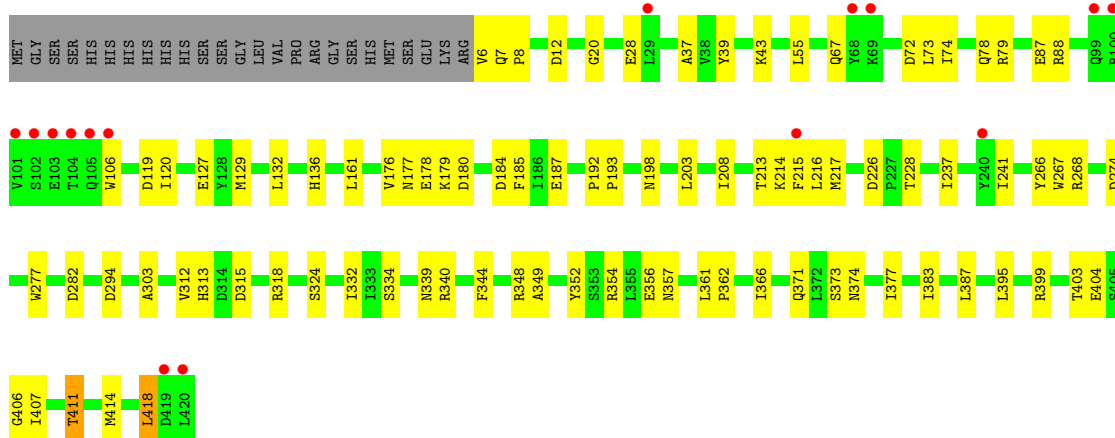 MET GLY SER SER HIS HIS HIS HIS HIS HIS SER SER GLY LEU VAL PRO ARG GLY SER HIS MET SER GLU LYS ARG V6 Q7 P8 D12 G20 E28 L29 A37 V38 Y39 K43 L55 Q67 Y68 K69 D72 L73 I74 Q78 R79 E87 R88 Q99 R100
V101 S102 E103 T104 Q105 W106 D119 I120 E127 Y128 M129 L132 H136 L161 V176 N177 E178 K179 D180 D184 F185 I186 E187 P192 P193 N198 L203 I208 T213 K214 F215 L216 M217 D226 P227 T228 I237 Y240 I241 Y266 W267 R268 D274
W277 D282 D294 A303 V312 H313 D314 D315 R318 S324 I332 I333 S334 N339 R340 F344 R348 A349 Y352 S353 R354 L355 E356 N357 L361 P362 I366 Q371 L372 S373 N374 I377 I383 L387 L395 R399 T403 E404 S405
G406 I407 T411 M414 L418 D419 L420